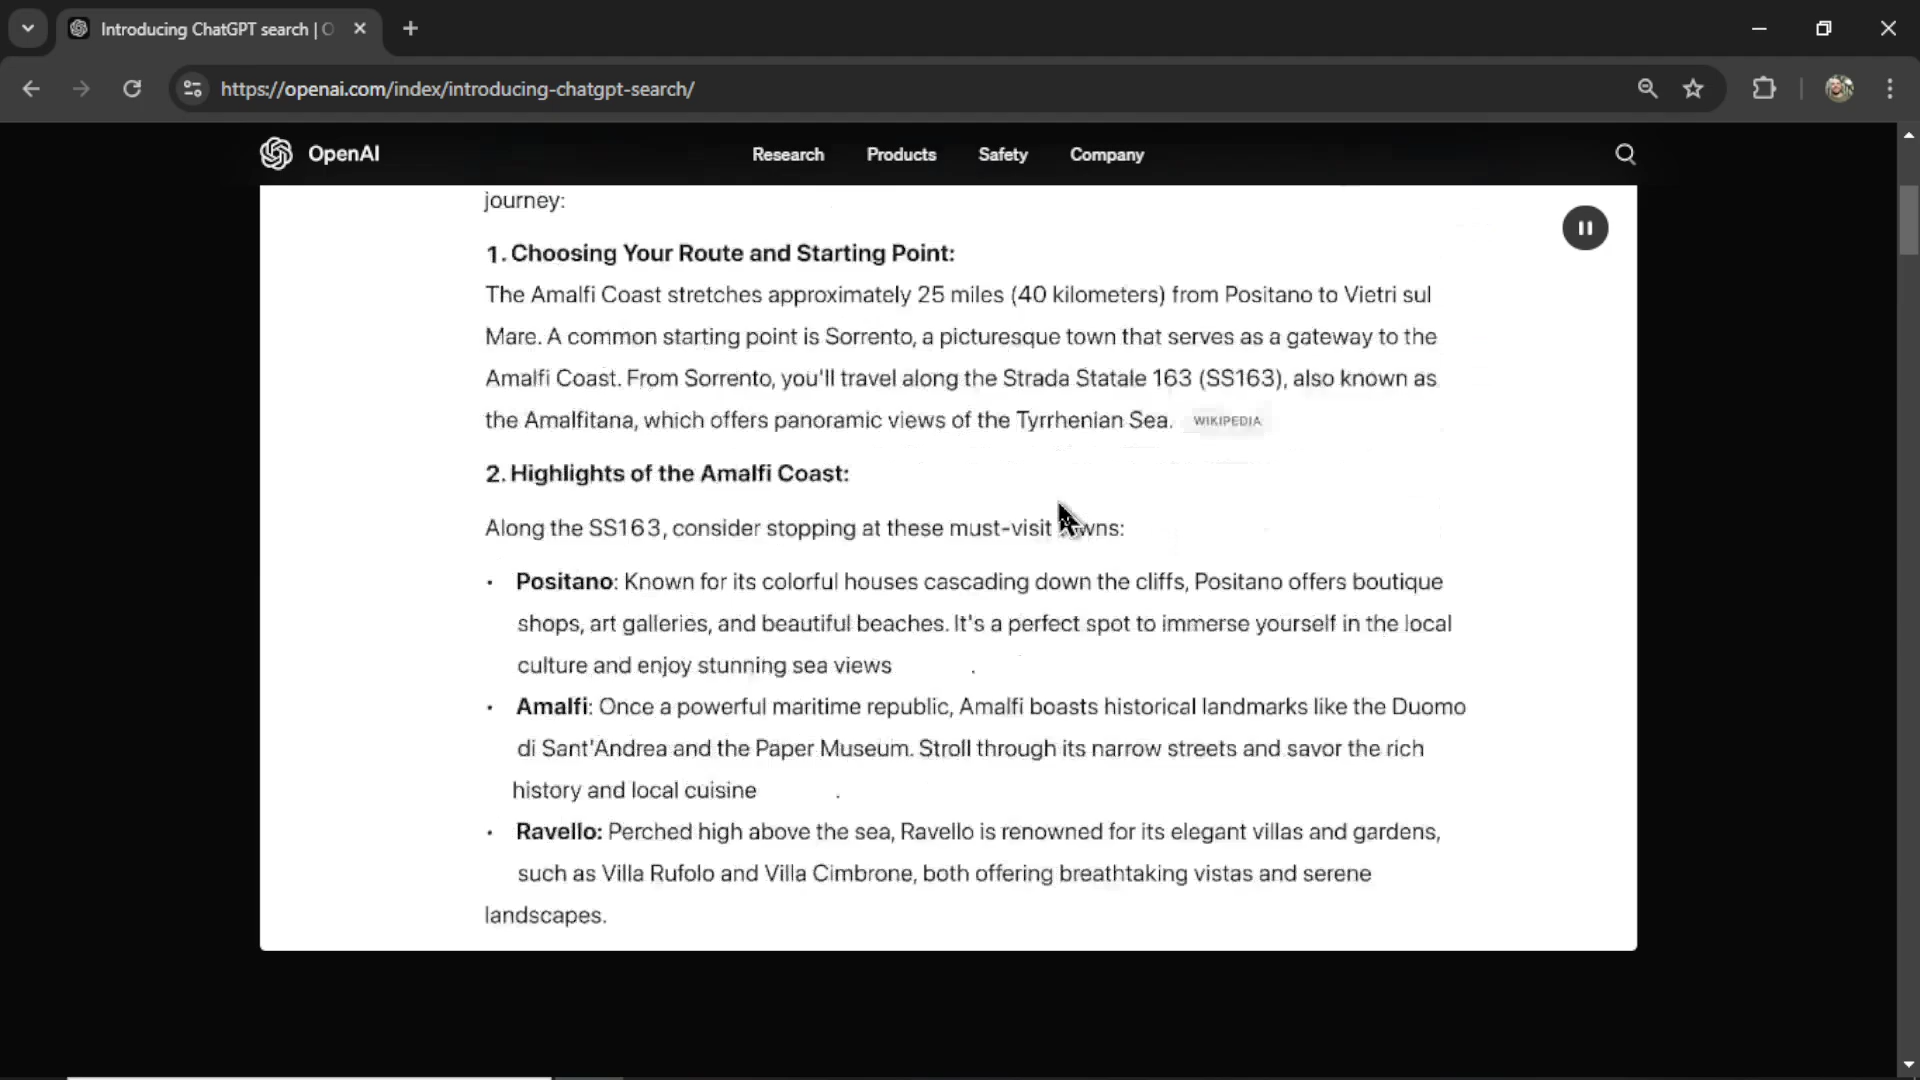 Introducing ChatGPT search | O
https://openai.com/index/introducing-chatgpt-search/
OpenAI
Research
Products
Safety
Company
journey:
1. Choosing Your Route and Starting Point:
The Amalfi Coast stretches approximately 25 miles (40 kilometers) from Positano to Vietri sul
Mare. A common starting point is Sorrento, a picturesque town that serves as a gateway to the
Amalfi Coast. From Sorrento, you'll travel along the Strada Statale 163 (SS163), also known as
the Amalfitana, which offers panoramic views of the Tyrrhenian Sea. WIKIPEDIA
2. Highlights of the Amalfi Coast:
Along the SS163, consider stopping at these must-visit
• Positano: Known for its colorful houses cascading down the cliffs, Positano offers boutique
shops, art galleries, and beautiful beaches. It's a perfect spot to immerse yourself in the local
culture and enjoy stunning sea views .
• Amalfi: Once a powerful maritime republic, Amalfi boasts historical landmarks like the Duomo
di Sant'Andrea and the Paper Museum. Stroll through its narrow streets and savor the rich
history and local cuisine .
• Ravello: Perched high above the sea, Ravello is renowned for its elegant villas and gardens,
such as Villa Rufolo and Villa Cimbrone, both offering breathtaking vistas and serene
landscapes.